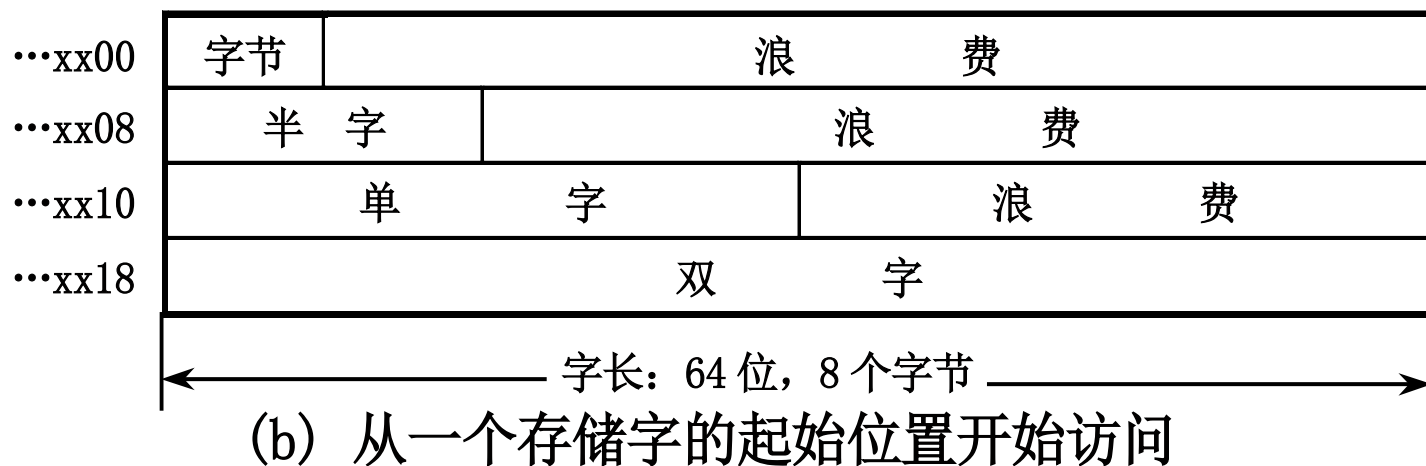 …xx00 字节 浪 费
…xx08 半 字 浪 费
…xx10 单 字 浪 费
…xx18 双 字
字长：64 位，8 个字节
(b) 从一个存储字的起始位置开始访问